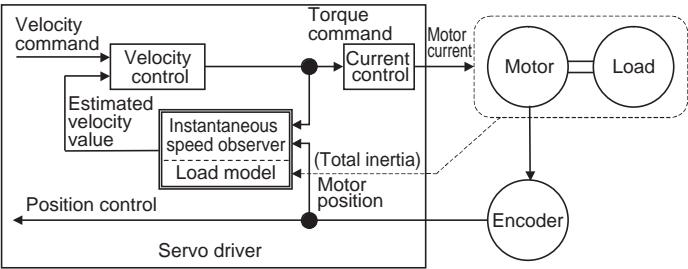 Velocity
command
Velocity
control
Torque
command
Current
control
Motor
current
Motor
Load
Estimated
velocity
value
Instantaneous
speed observer
Load model
(Total inertia)
Motor
position
Position control
Encoder
Servo driver